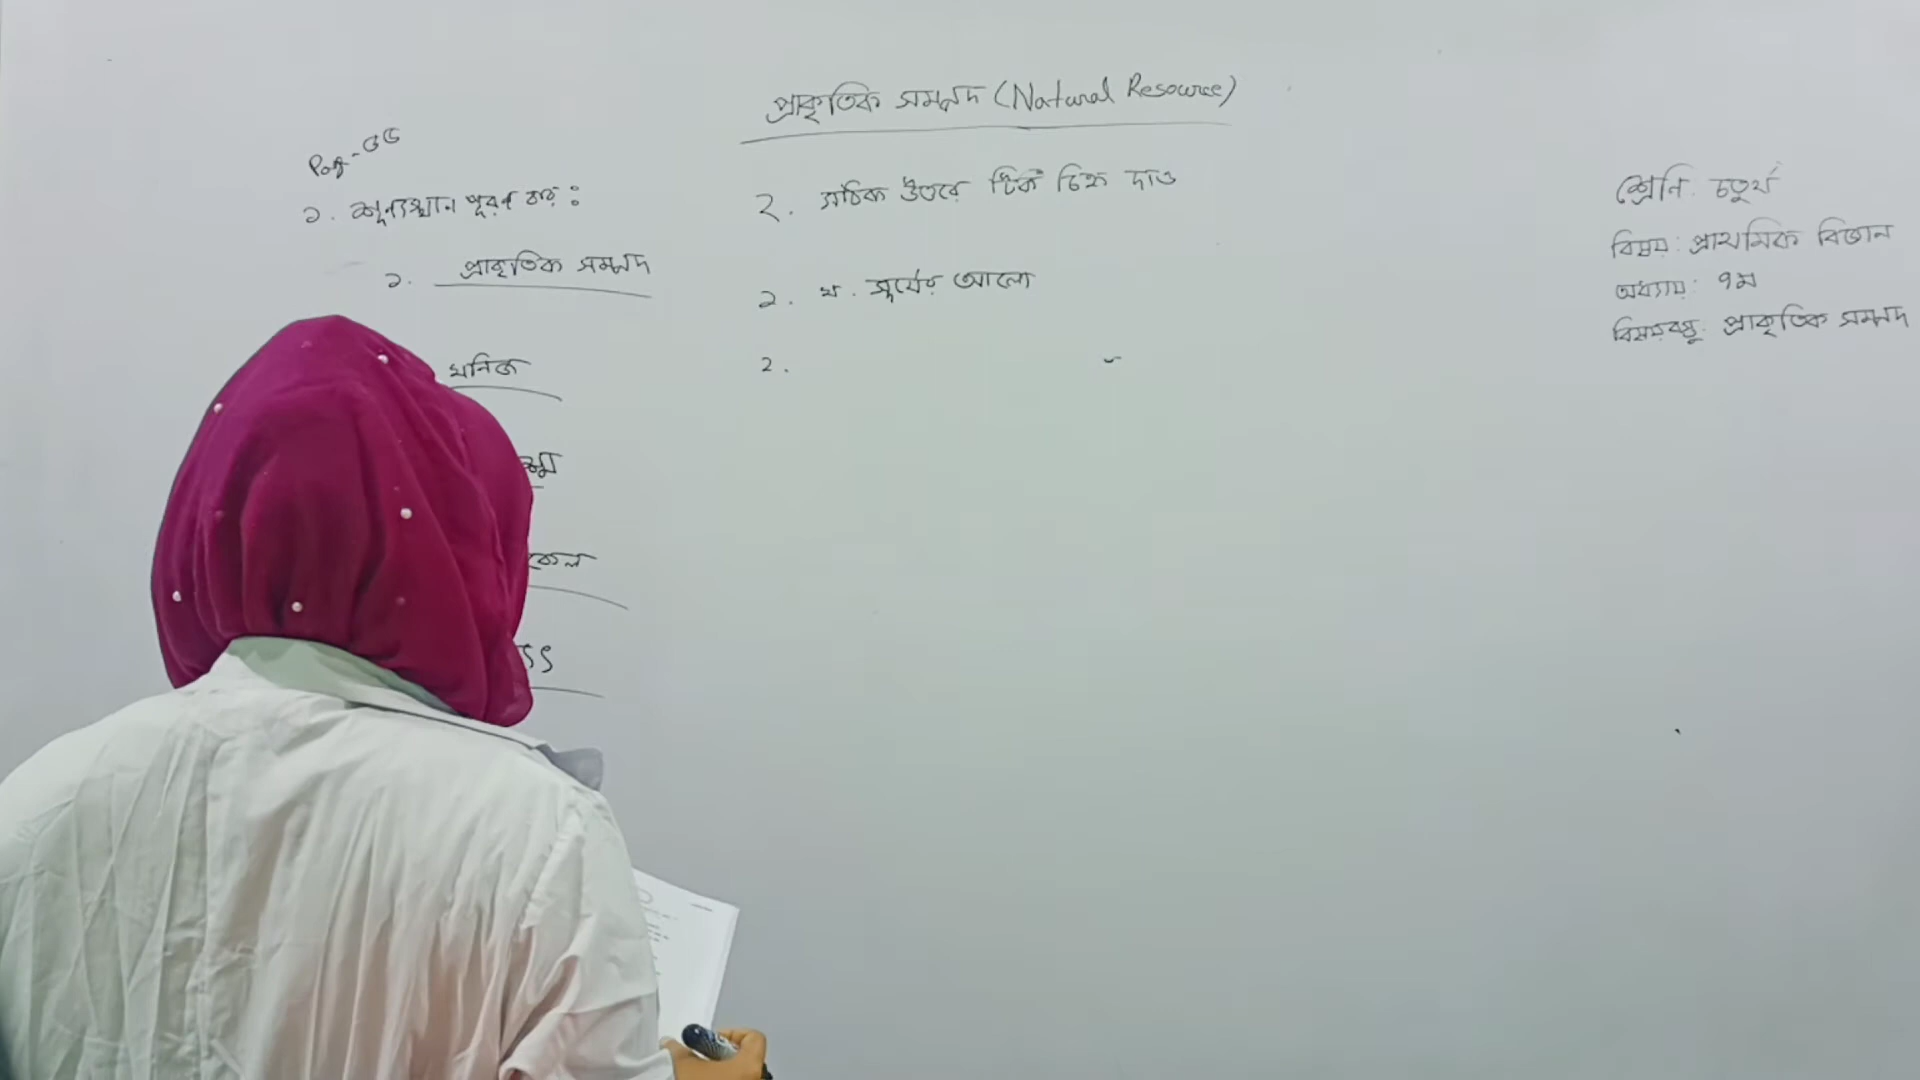 প্রাকৃতিক সম্পদ (Natural Resource)
Pag-৫৫
১. শূন্যস্থান পূরণ কর :
১. প্রাকৃতিক সম্পদ
খনিজ
২. সঠিক উত্তরে টিক চিহ্ন দাও
১. খ. সূর্যের আলো
২.
শ্রেণি: চতুর্থ
বিষয়: প্রাথমিক বিজ্ঞান
অধ্যায়: ৭ম
বিষয়বস্তু: প্রাকৃতিক সম্পদ